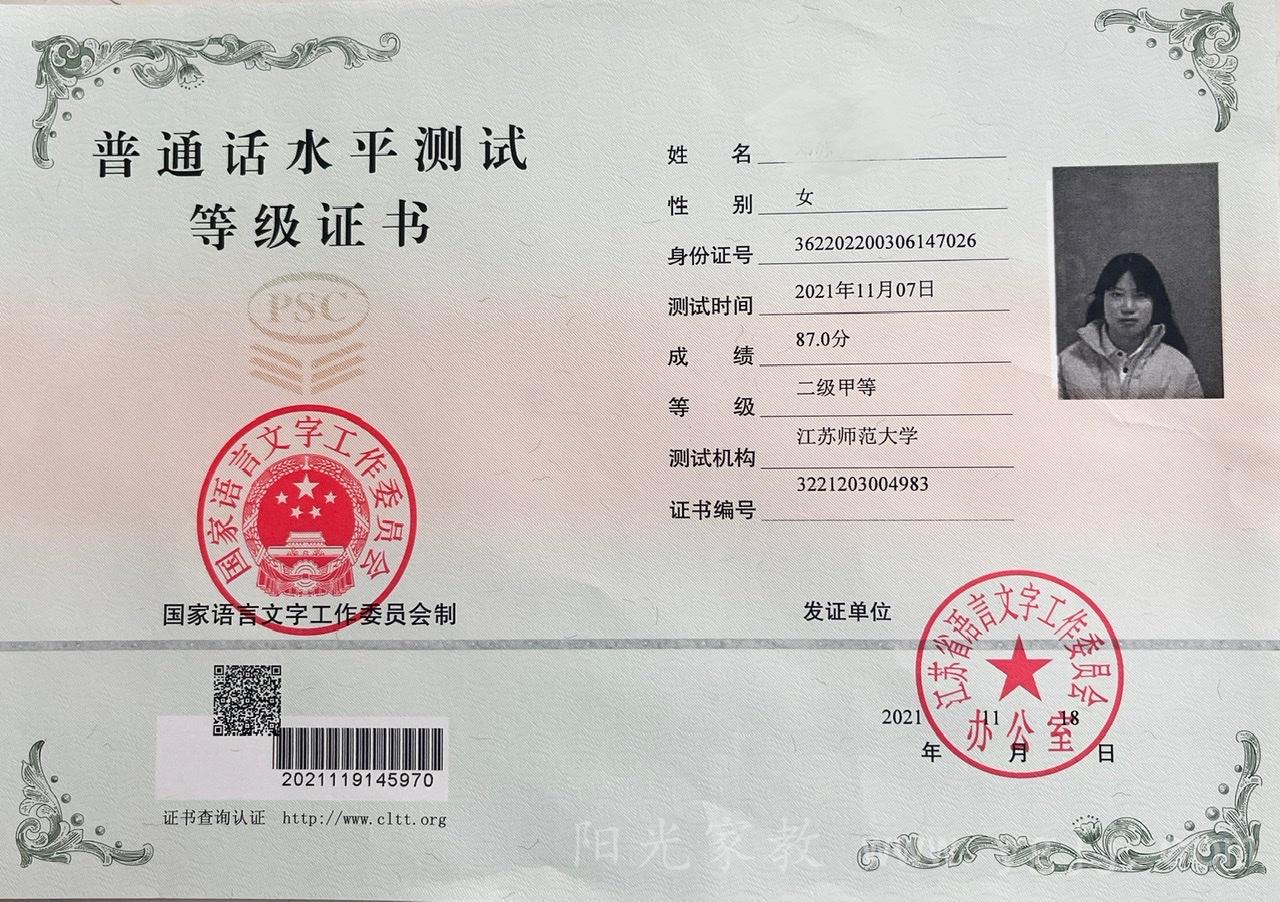 普通话水平测试
等级证书
PSC
国家语言文字工作委员会
国家语言文字工作委员会制
2021119145970
证书查询认证 http://www.cltt.org
姓 名
性 别 女
身份证号 362202200306147026
测试时间 2021年11月07日
成 绩 87.0分
等 级 二级甲等
测试机构 江苏师范大学
证书编号 3221203004983
发证单位
江苏省语言文字工作委员会
办公室
2021 11 18
年 月 日
阳光家教